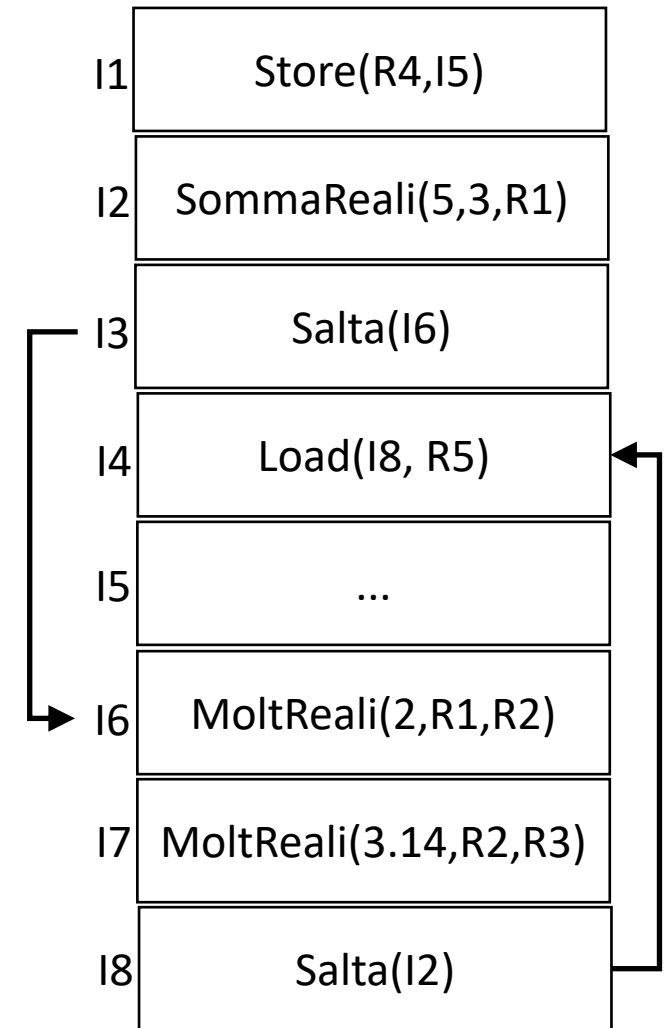 I1 Store(R4,I5)
I2 SommaReali(5,3,R1)
I3 Salta(I6)
I4 Load(I8, R5)
I5 ...
I6 MoltReali(2,R1,R2)
I7 MoltReali(3.14,R2,R3)
I8 Salta(I2)